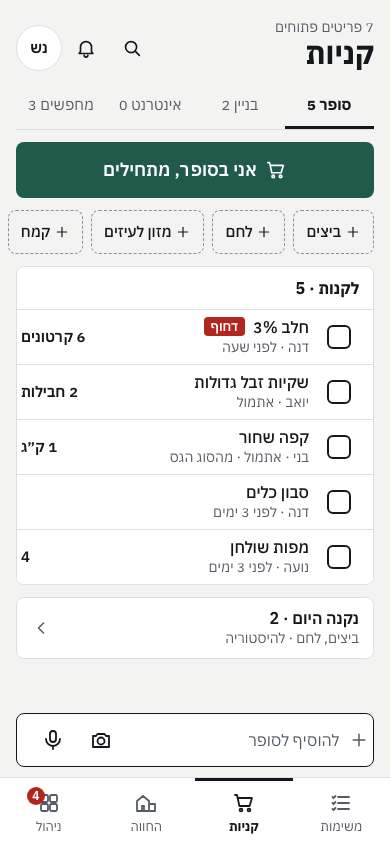 7 פריטים פתוחים
קניות
נש
סופר 5
בניין 2
אינטרנט 0
מחפשים 3
אני בסופר, מתחילים
+ ביצים
+ לחם
+ מזון לעיזים
+ קמח
לקנות · 5
חלב 3% דחוף
6 קרטונים
דנה · לפני שעה
שקיות זבל גדולות
2 חבילות
יואב · אתמול
קפה שחור
1 ק״ג
בני · אתמול · מהסוג הגס
סבון כלים
דנה · לפני 3 ימים
מפות שולחן
4
נועה · לפני 3 ימים
נקנה היום · 2
ביצים, לחם · להיסטוריה
+ להוסיף לסופר
משימות
קניות
החווה
4
ניהול